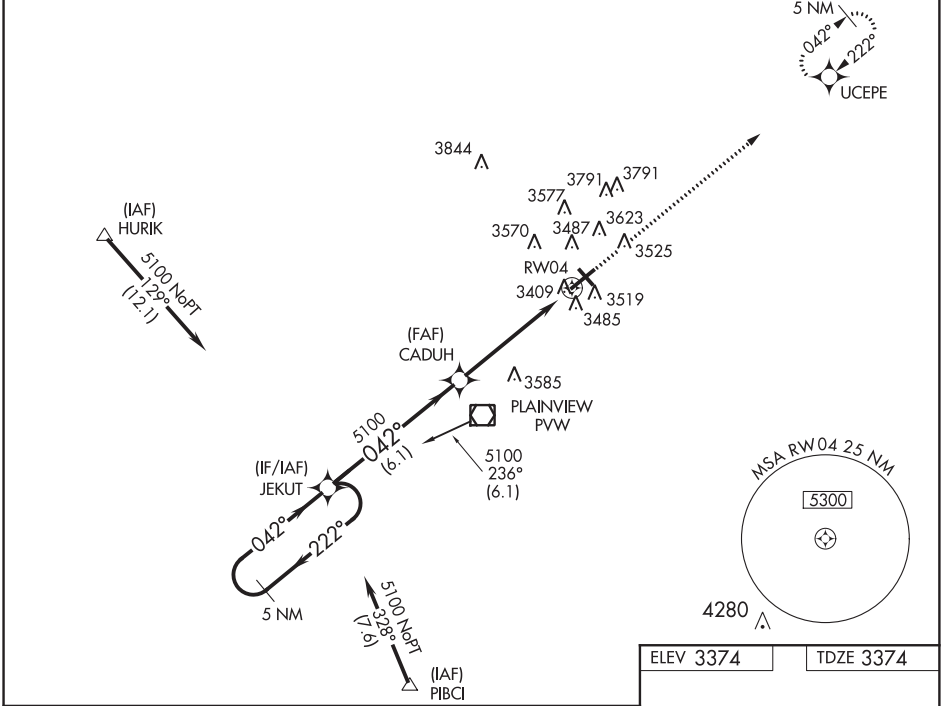 5 NM
042°
222°
UCEPE
3844
3791
3791
3577
3623
3570
3487
3525
RW04
3409
3519
3485
(IAF)
HURIK
5100 NoPT
129°
(12.1)
(FAF)
CADUH
3585
PLAINVIEW
PVW
5100
042°
(6.1)
5100
236°
(6.1)
(IF/IAF)
JEKUT
042°
222°
5 NM
5100 NoPT
328°
(7.6)
(IAF)
PIBCI
MSA RW04 25 NM
5300
4280
ELEV 3374
TDZE 3374